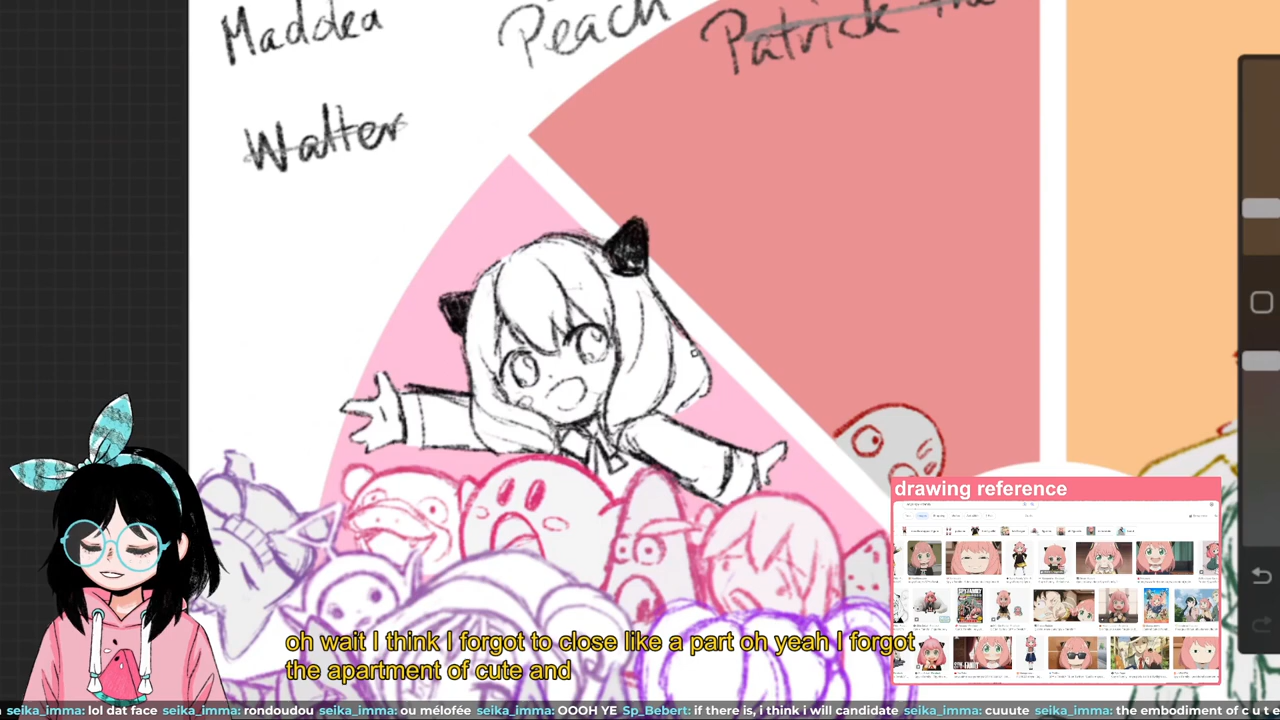 Maddea
Peach
Patrick the
Walter
drawing reference
oh wait I think I forgot to close like a part oh yeah I forgot
the apartment of cute and
seika_imma: lol dat face seika_imma: rondoudou seika_imma: ou mélofée seika_imma: OOOH YE Sp_Bebert: if there is, i think i will candidate seika_imma: cuuute seika_imma: the embodiment of c u t e